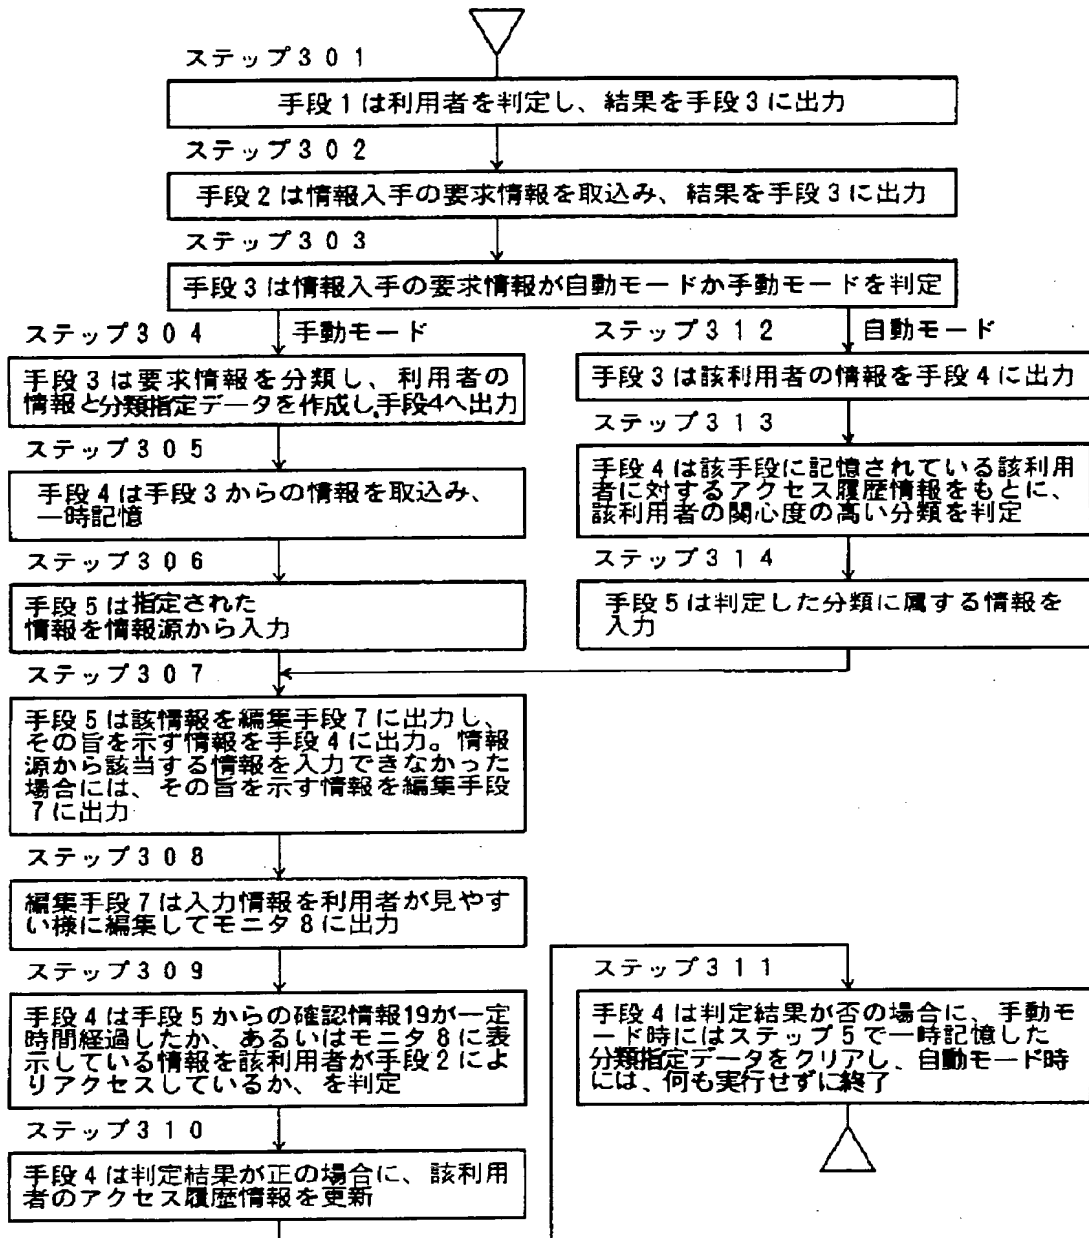 ステップ301
手段1は利用者を判定し、結果を手段3に出力
ステップ302
手段2は情報入手の要求情報を取込み、結果を手段3に出力
ステップ303
手段3は情報入手の要求情報が自動モードか手動モードを判定
ステップ304
手動モード
手段3は要求情報を分類し、利用者の
情報と分類指定データを作成し、手段4へ出力
ステップ305
手段4は手段3からの情報を取込み、
一時記憶
ステップ306
手段5は指定された
情報を情報源から入力
ステップ312
自動モード
手段3は該利用者の情報を手段4に出力
ステップ313
手段4は該手段に記憶されている該利用
者に対するアクセス履歴情報をもとに、
該利用者の関心度の高い分類を判定
ステップ314
手段5は判定した分類に属する情報を
入力
ステップ307
手段5は該情報を編集手段7に出力し、
その旨を示す情報を手段4に出力。情報
源から該当する情報を入力できなかった
場合には、その旨を示す情報を編集手段
7に出力
ステップ308
編集手段7は入力情報を利用者が見やす
い様に編集してモニタ8に出力
ステップ309
手段4は手段5からの確認情報19が一定
時間経過したか、あるいはモニタ8に表
示している情報を該利用者が手段2によ
りアクセスしているか、を判定
ステップ310
手段4は判定結果が正の場合に、該利用
者のアクセス履歴情報を更新
ステップ311
手段4は判定結果が否の場合に、手動モ
ード時にはステップ5で一時記憶した
分類指定データをクリアし、自動モード時
には、何も実行せずに終了